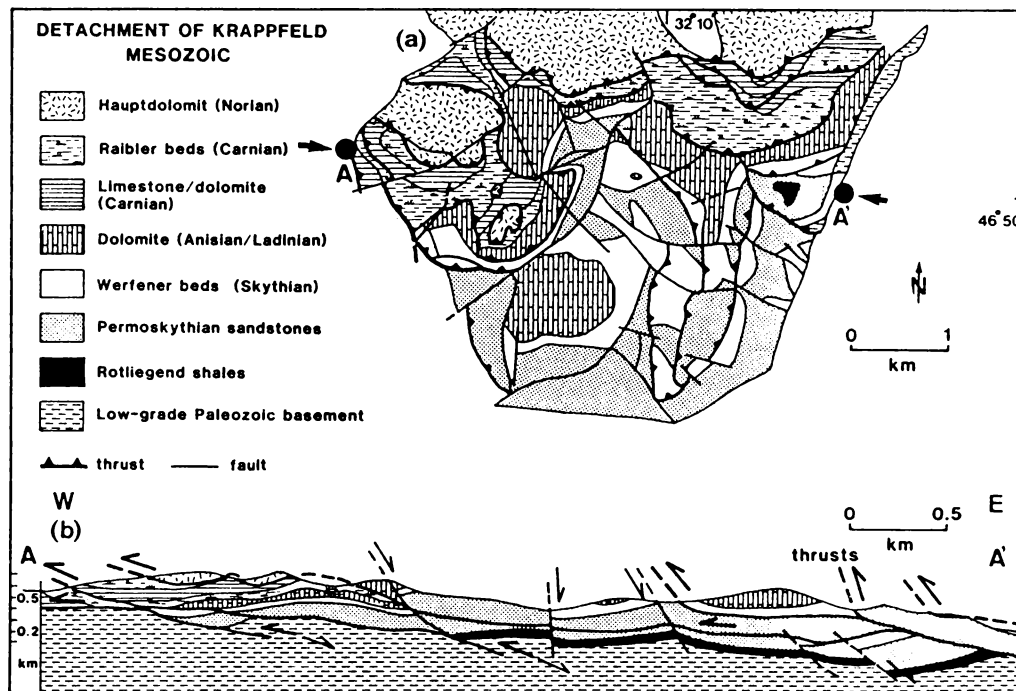 DETACHMENT OF KRAPPFELD
MESOZOIC
Hauptdolomit (Norian)
Raibler beds (Carnian)
Limestone/dolomite
(Carnian)
Dolomite (Anisian/Ladinian)
Werfener beds (Skythian)
Permoskythian sandstones
Rotliegend shales
Low-grade Paleozoic basement
thrust
fault
(a)
32°10
A
A'
46°50
N
0 1
km
W
E
(b)
0 0.5
km
A
thrusts
A'
0.5
0.2
km